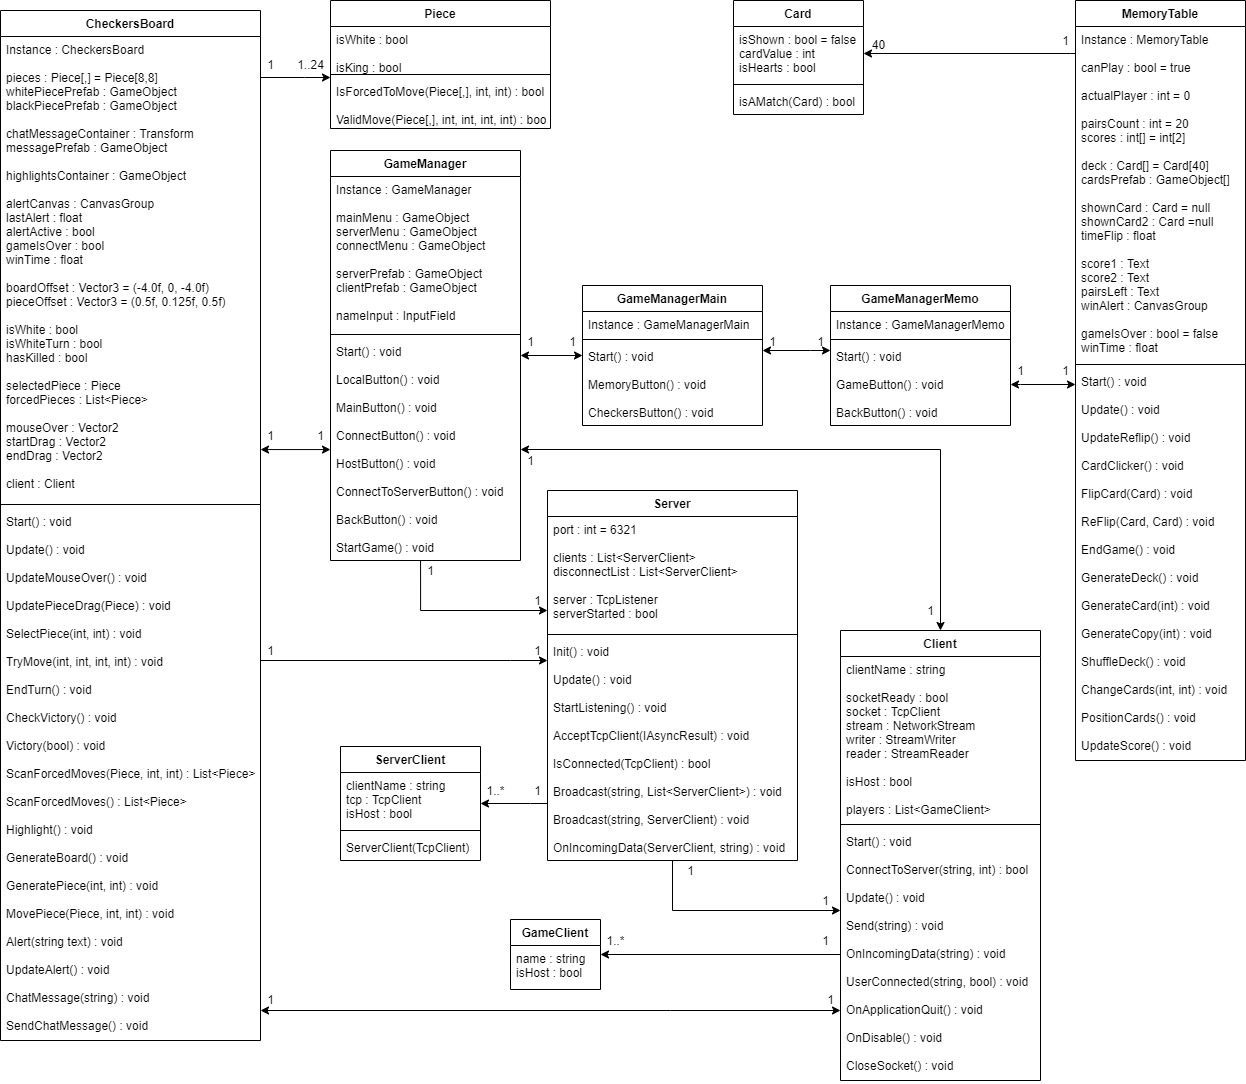 CheckersBoard
Instance : CheckersBoard
pieces : Piece[,] = Piece[8,8]
whitePiecePrefab : GameObject
blackPiecePrefab : GameObject
chatMessageContainer : Transform
messagePrefab : GameObject
highlightsContainer : GameObject
alertCanvas : CanvasGroup
lastAlert : float
alertActive : bool
gameIsOver : bool
winTime : float
boardOffset : Vector3 = (-4.0f, 0, -4.0f)
pieceOffset : Vector3 = (0.5f, 0.125f, 0.5f)
isWhite : bool
isWhiteTurn : bool
hasKilled : bool
selectedPiece : Piece
forcedPieces : List<Piece>
mouseOver : Vector2
startDrag : Vector2
endDrag : Vector2
client : Client
Start() : void
Update() : void
UpdateMouseOver() : void
UpdatePieceDrag(Piece) : void
SelectPiece(int, int) : void
TryMove(int, int, int, int) : void
EndTurn() : void
CheckVictory() : void
Victory(bool) : void
ScanForcedMoves(Piece, int, int) : List<Piece>
ScanForcedMoves() : List<Piece>
Highlight() : void
GenerateBoard() : void
GeneratePiece(int, int) : void
MovePiece(Piece, int, int) : void
Alert(string text) : void
UpdateAlert() : void
ChatMessage(string) : void
SendChatMessage() : void
1
1..24
Piece
isWhite : bool
isKing : bool
IsForcedToMove(Piece[,], int, int) : bool
ValidMove(Piece[,], int, int, int, int) : boo
GameManager
Instance : GameManager
mainMenu : GameObject
serverMenu : GameObject
connectMenu : GameObject
serverPrefab : GameObject
clientPrefab : GameObject
nameInput : InputField
Start() : void
LocalButton() : void
MainButton() : void
ConnectButton() : void
HostButton() : void
ConnectToServerButton() : void
BackButton() : void
StartGame() : void
1
1
1
1
GameManagerMain
Instance : GameManagerMain
Start() : void
MemoryButton() : void
CheckersButton() : void
1
1
GameManagerMemo
Instance : GameManagerMemo
Start() : void
GameButton() : void
BackButton() : void
1
1
Card
isShown : bool = false
cardValue : int
isHearts : bool
isAMatch(Card) : bool
40
1
MemoryTable
Instance : MemoryTable
canPlay : bool = true
actualPlayer : int = 0
pairsCount : int = 20
scores : int[] = int[2]
deck : Card[] = Card[40]
cardsPrefab : GameObject[]
shownCard : Card = null
shownCard2 : Card =null
timeFlip : float
score1 : Text
score2 : Text
pairsLeft : Text
winAlert : CanvasGroup
gameIsOver : bool = false
winTime : float
Start() : void
Update() : void
UpdateReflip() : void
CardClicker() : void
FlipCard(Card) : void
ReFlip(Card, Card) : void
EndGame() : void
GenerateDeck() : void
GenerateCard(int) : void
GenerateCopy(int) : void
ShuffleDeck() : void
ChangeCards(int, int) : void
PositionCards() : void
UpdateScore() : void
1
1
1
1
Server
port : int = 6321
clients : List<ServerClient>
disconnectList : List<ServerClient>
server : TcpListener
serverStarted : bool
Init() : void
Update() : void
StartListening() : void
AcceptTcpClient(IAsyncResult) : void
IsConnected(TcpClient) : bool
Broadcast(string, List<ServerClient>) : void
Broadcast(string, ServerClient) : void
OnIncomingData(ServerClient, string) : void
1
1
ServerClient
clientName : string
tcp : TcpClient
isHost : bool
ServerClient(TcpClient)
1..*
1
1
1
Client
clientName : string
socketReady : bool
socket : TcpClient
stream : NetworkStream
writer : StreamWriter
reader : StreamReader
isHost : bool
players : List<GameClient>
Start() : void
ConnectToServer(string, int) : bool
Update() : void
Send(string) : void
OnIncomingData(string) : void
UserConnected(string, bool) : void
OnApplicationQuit() : void
OnDisable() : void
CloseSocket() : void
GameClient
name : string
isHost : bool
1..*
1
1
1